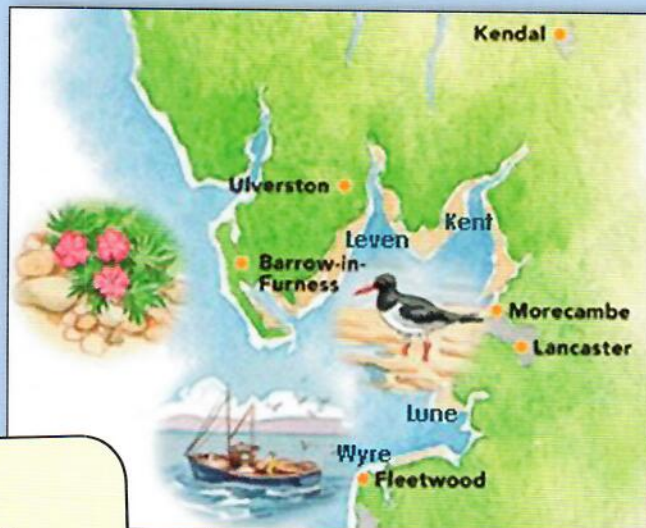 Kendal
Ulverston
Kent
Leven
Barrow-in-
Furness
Morecambe
Lancaster
Lune
Wyre
Fleetwood